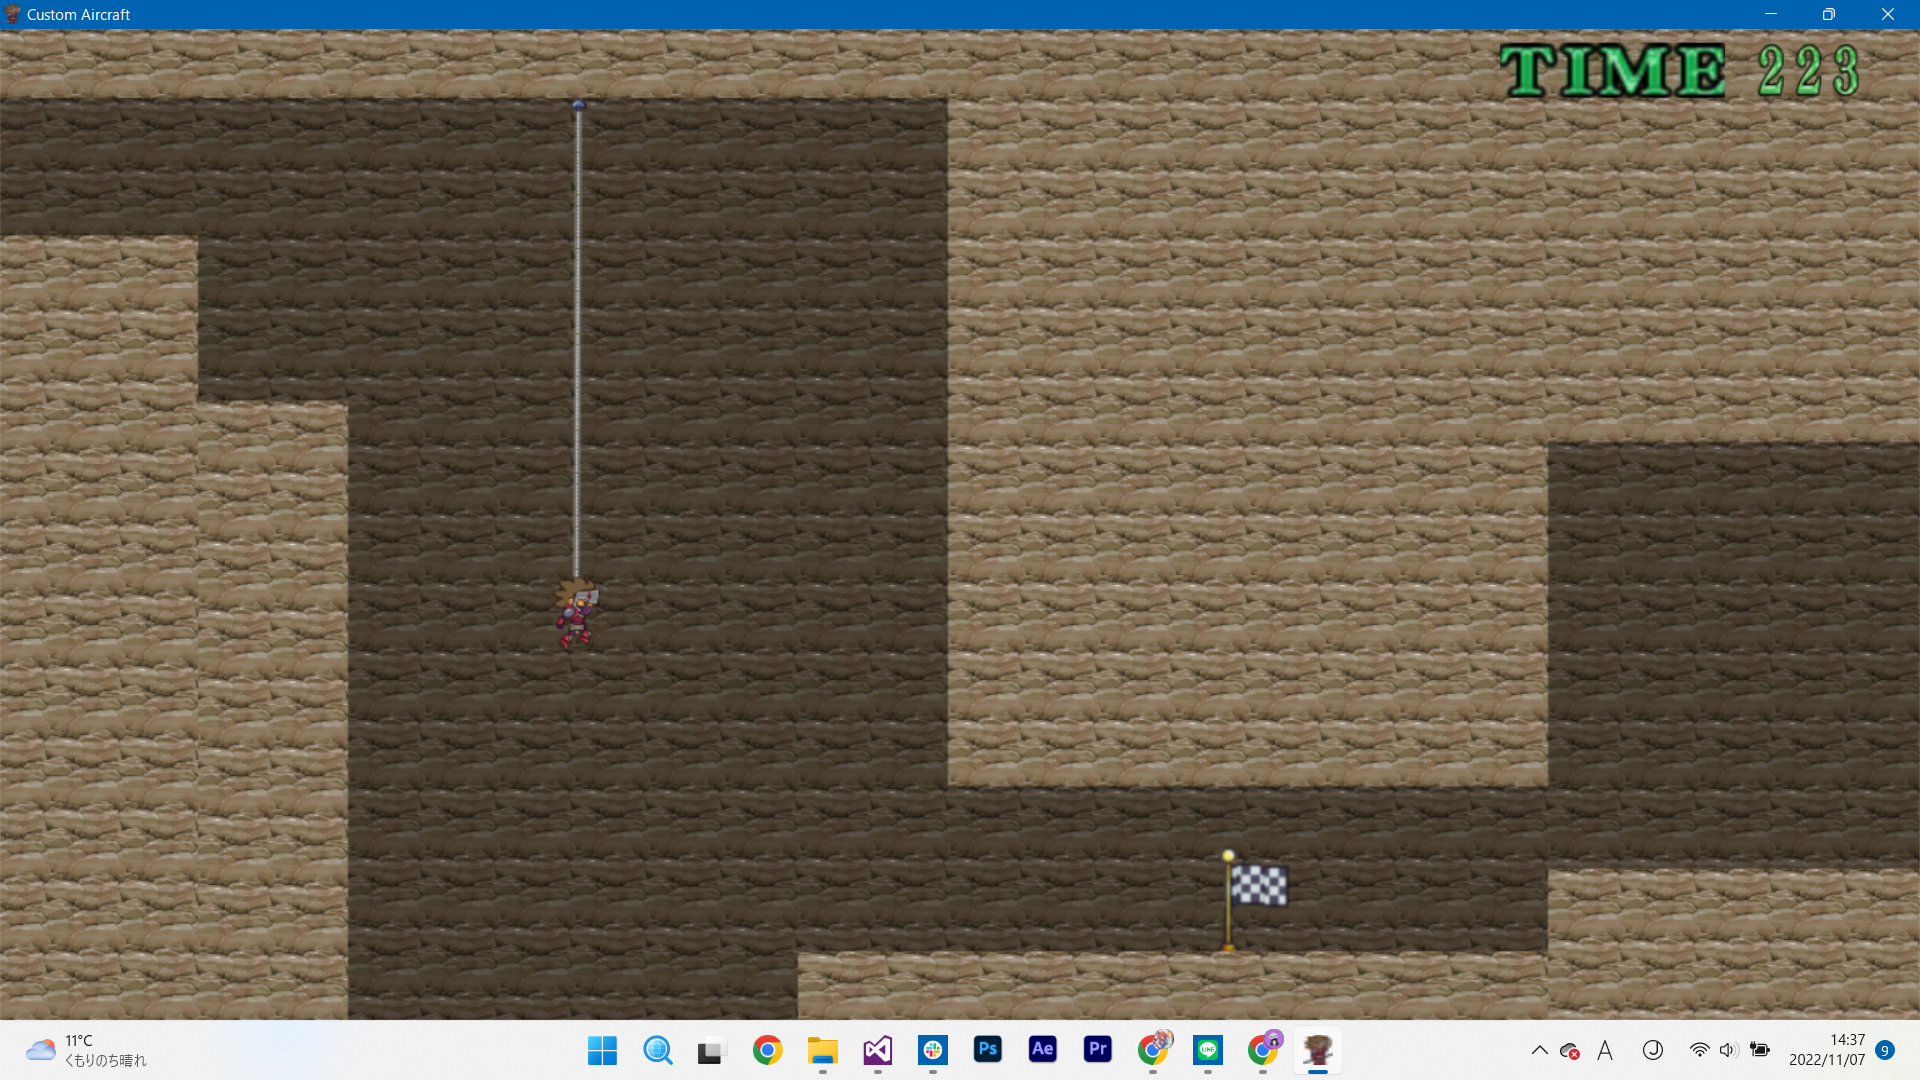 Custom Aircraft
TIME 223
11°C
くもりのち晴れ
Ps
Ae
Pr
LINE
A
J
14:37
2022/11/07
9